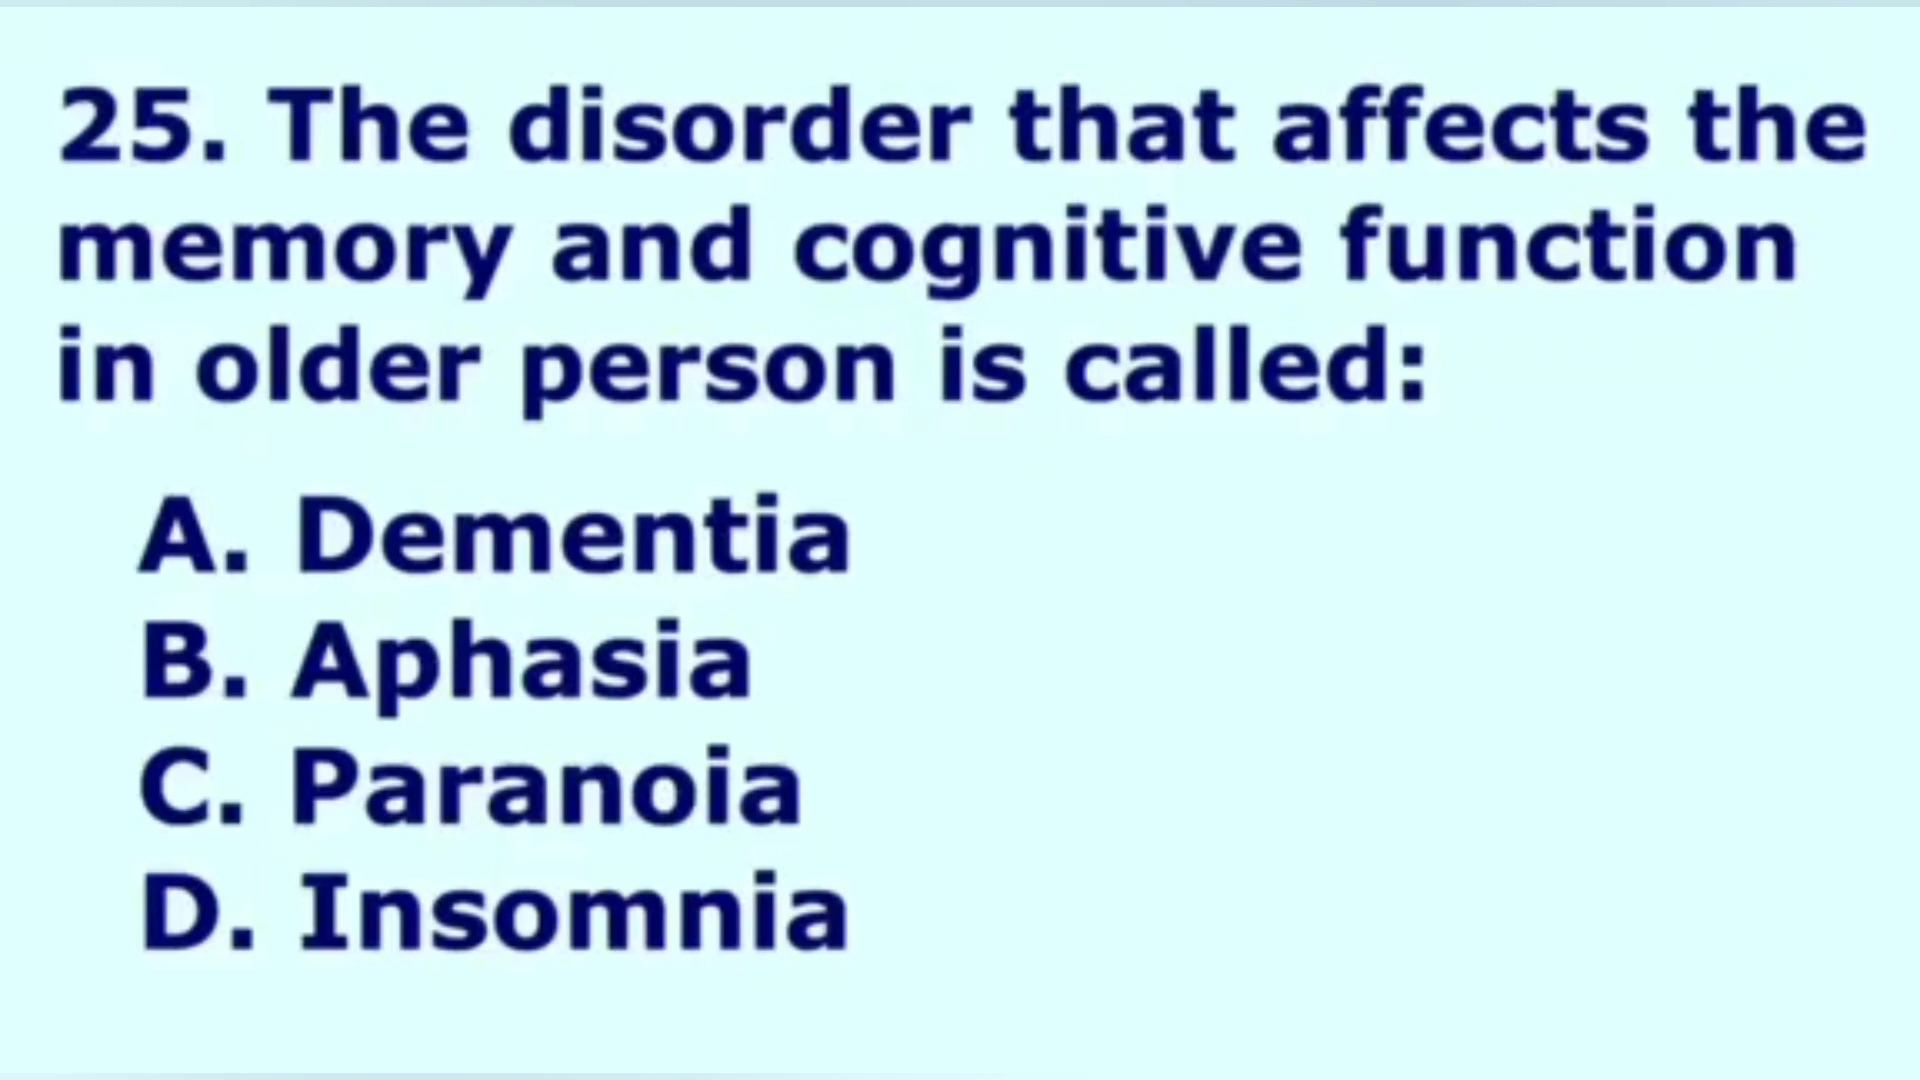 25. The disorder that affects the
memory and cognitive function
in older person is called:
A. Dementia
B. Aphasia
C. Paranoia
D. Insomnia